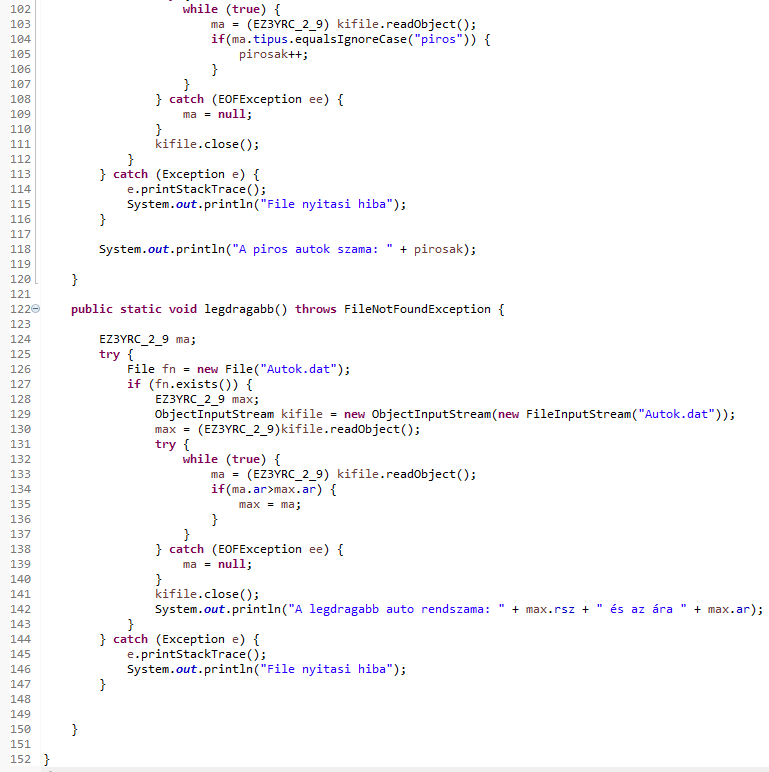 102 while (true) {
103 ma = (EZ3YRC_2_9) kifile.readObject();
104 if(ma.tipus.equalsIgnoreCase("piros")) {
105 pirosak++;
106 }
107 }
108 } catch (EOFException ee) {
109 ma = null;
110 }
111 kifile.close();
112 }
113 } catch (Exception e) {
114 e.printStackTrace();
115 System.out.println("File nyitasi hiba");
116 }
117
118 System.out.println("A piros autok szama: " + pirosak);
119
120 }
121
122 public static void legdragabb() throws FileNotFoundException {
123
124 EZ3YRC_2_9 ma;
125 try {
126 File fn = new File("Autok.dat");
127 if (fn.exists()) {
128 EZ3YRC_2_9 max;
129 ObjectInputStream kifile = new ObjectInputStream(new FileInputStream("Autok.dat"));
130 max = (EZ3YRC_2_9)kifile.readObject();
131 try {
132 while (true) {
133 ma = (EZ3YRC_2_9) kifile.readObject();
134 if(ma.ar>max.ar) {
135 max = ma;
136 }
137 }
138 } catch (EOFException ee) {
139 ma = null;
140 }
141 kifile.close();
142 System.out.println("A legdragabb auto rendszama: " + max.rsz + " és az ára " + max.ar);
143 }
144 } catch (Exception e) {
145 e.printStackTrace();
146 System.out.println("File nyitasi hiba");
147 }
148
149
150 }
151
152 }